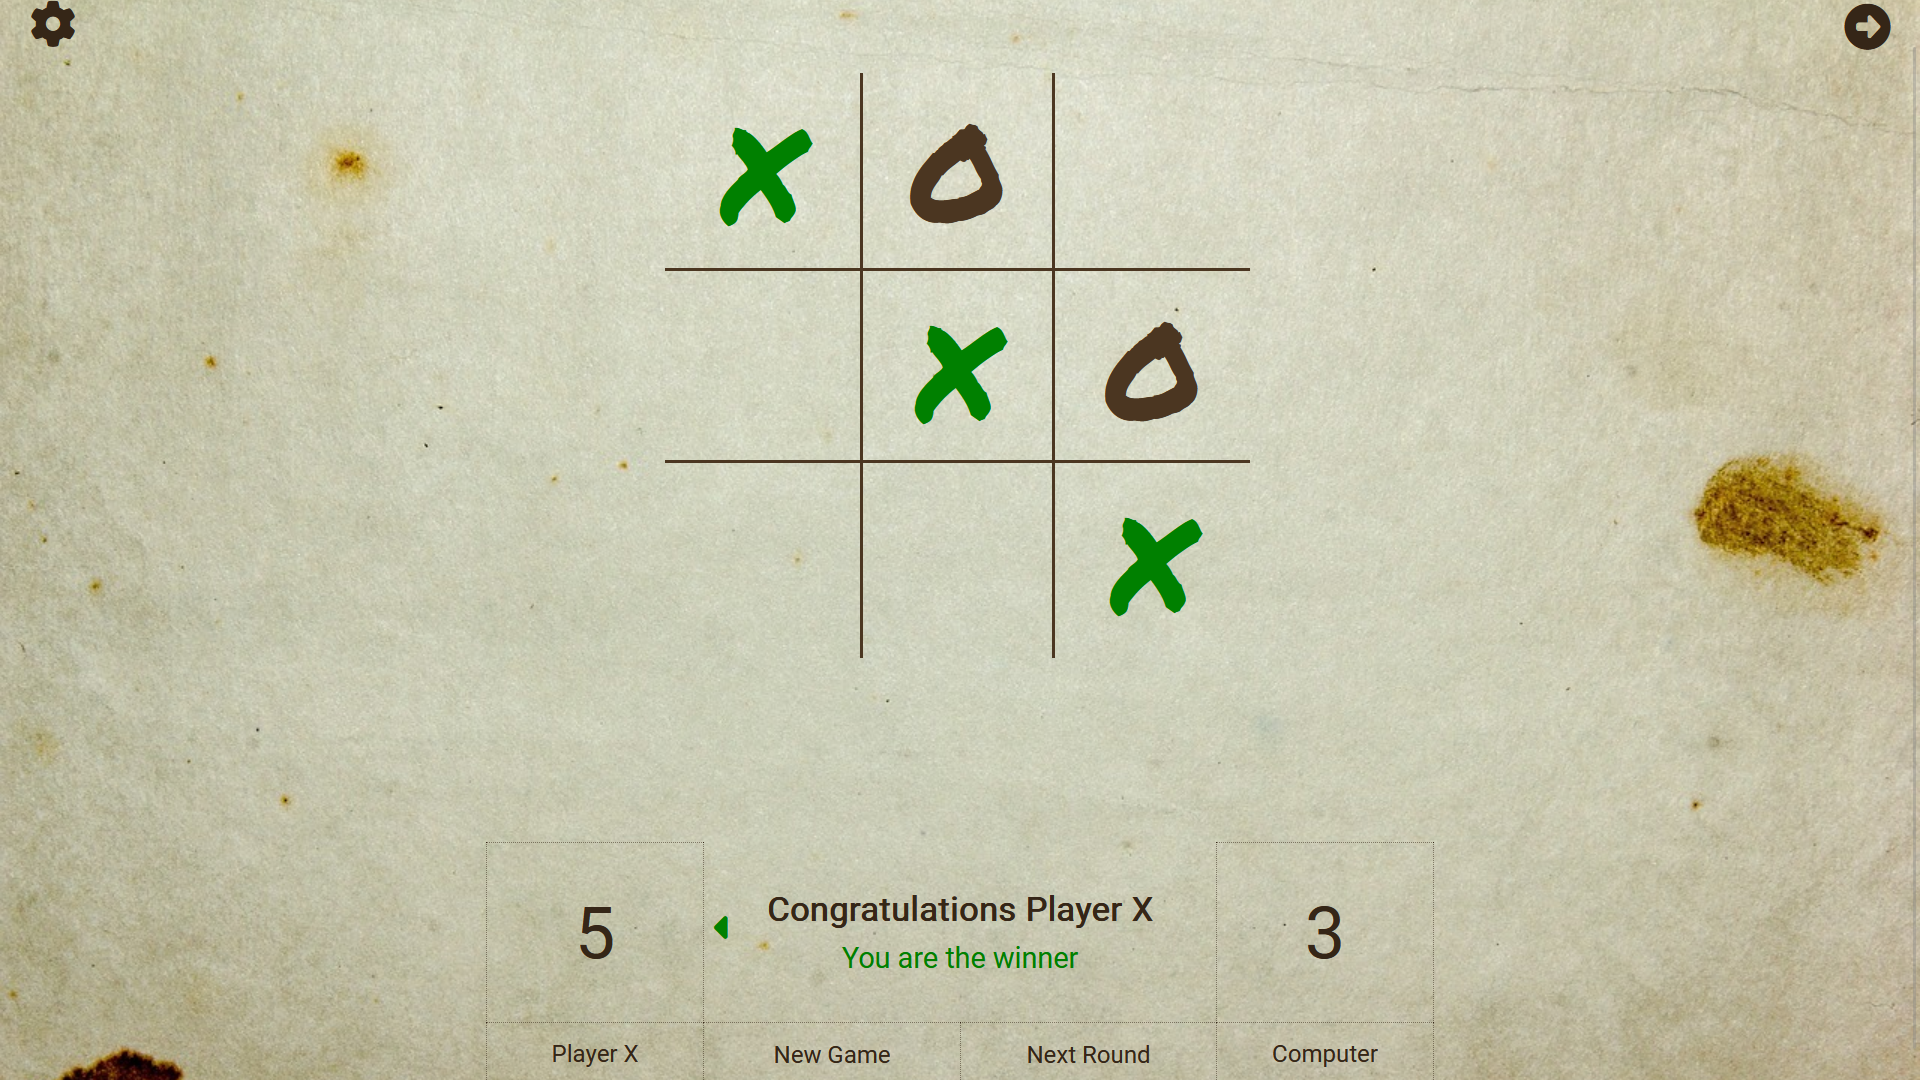 X O
X O
X
5
Congratulations Player X
You are the winner
3
Player X
New Game
Next Round
Computer